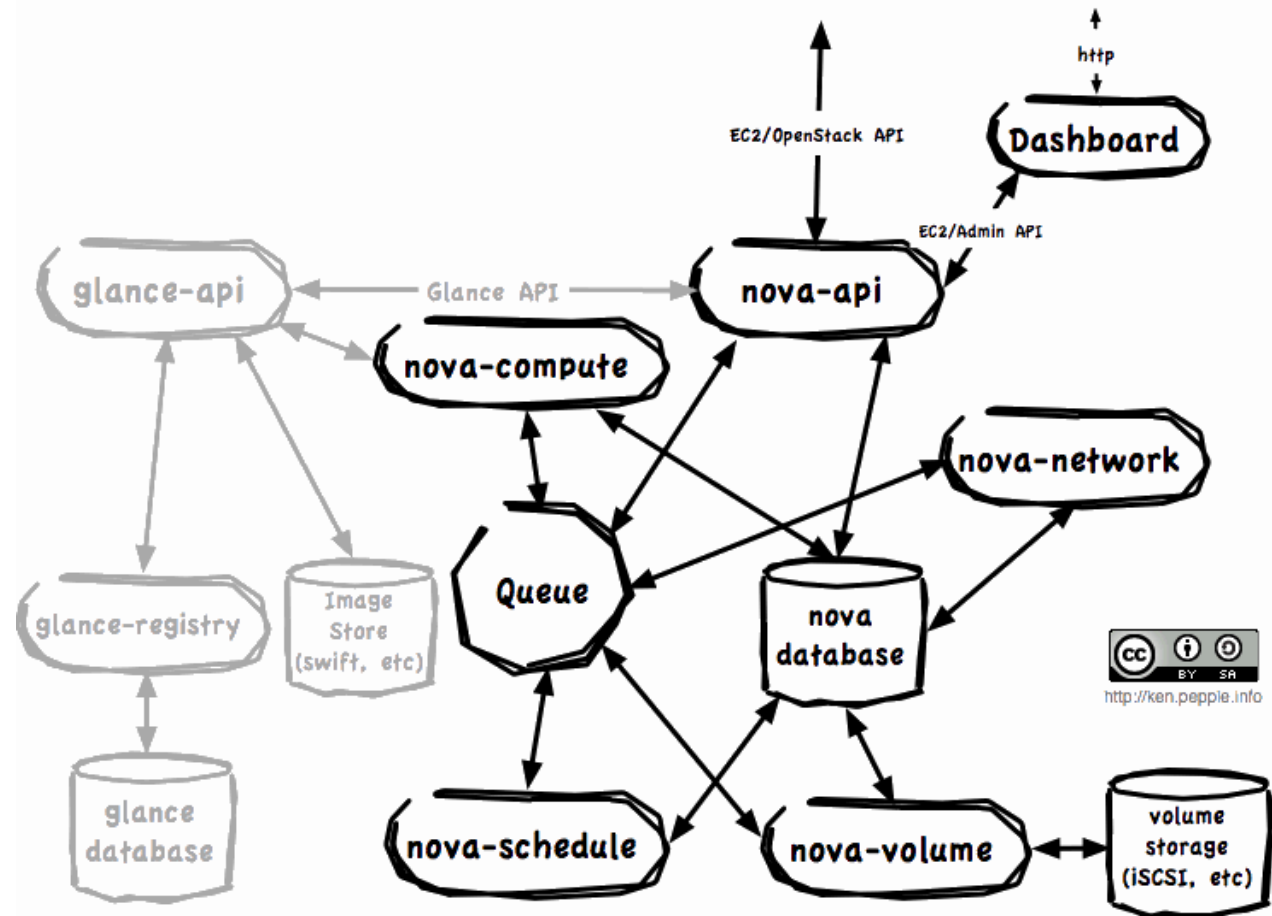 http
EC2/OpenStack API
Dashboard
EC2/Admin API
glance-api
Glance API
nova-api
nova-compute
nova-network
Queue
Image
Store
(swift, etc)
glance-registry
nova
database
cc
BY SA
http://ken.pepple.info
glance
database
nova-schedule
nova-volume
volume
storage
(iSCSI, etc)